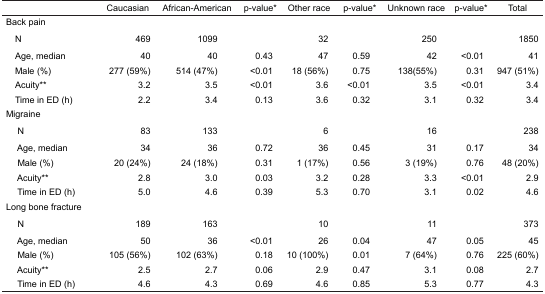 Caucasian African-American p-value* Other race p-value* Unknown race p-value* Total
Back pain
N 469 1099 32 250 1850
Age, median 40 40 0.43 47 0.59 42 <0.01 41
Male (%) 277 (59%) 514 (47%) <0.01 18 (56%) 0.75 138(55%) 0.31 947 (51%)
Acuity** 3.2 3.5 <0.01 3.6 <0.01 3.5 <0.01 3.4
Time in ED (h) 2.2 3.4 0.13 3.6 0.32 3.1 0.32 3.4
Migraine
N 83 133 6 16 238
Age, median 34 36 0.72 36 0.45 31 0.17 34
Male (%) 20 (24%) 24 (18%) 0.31 1 (17%) 0.56 3 (19%) 0.76 48 (20%)
Acuity** 2.8 3.0 0.03 3.2 0.28 3.3 <0.01 2.9
Time in ED (h) 5.0 4.6 0.39 5.3 0.70 3.1 0.02 4.6
Long bone fracture
N 189 163 10 11 373
Age, median 50 36 <0.01 26 0.04 47 0.05 45
Male (%) 105 (56%) 102 (63%) 0.18 10 (100%) 0.01 7 (64%) 0.76 225 (60%)
Acuity** 2.5 2.7 0.06 2.9 0.47 3.1 0.08 2.7
Time in ED (h) 4.6 4.3 0.69 4.6 0.85 5.3 0.77 4.3